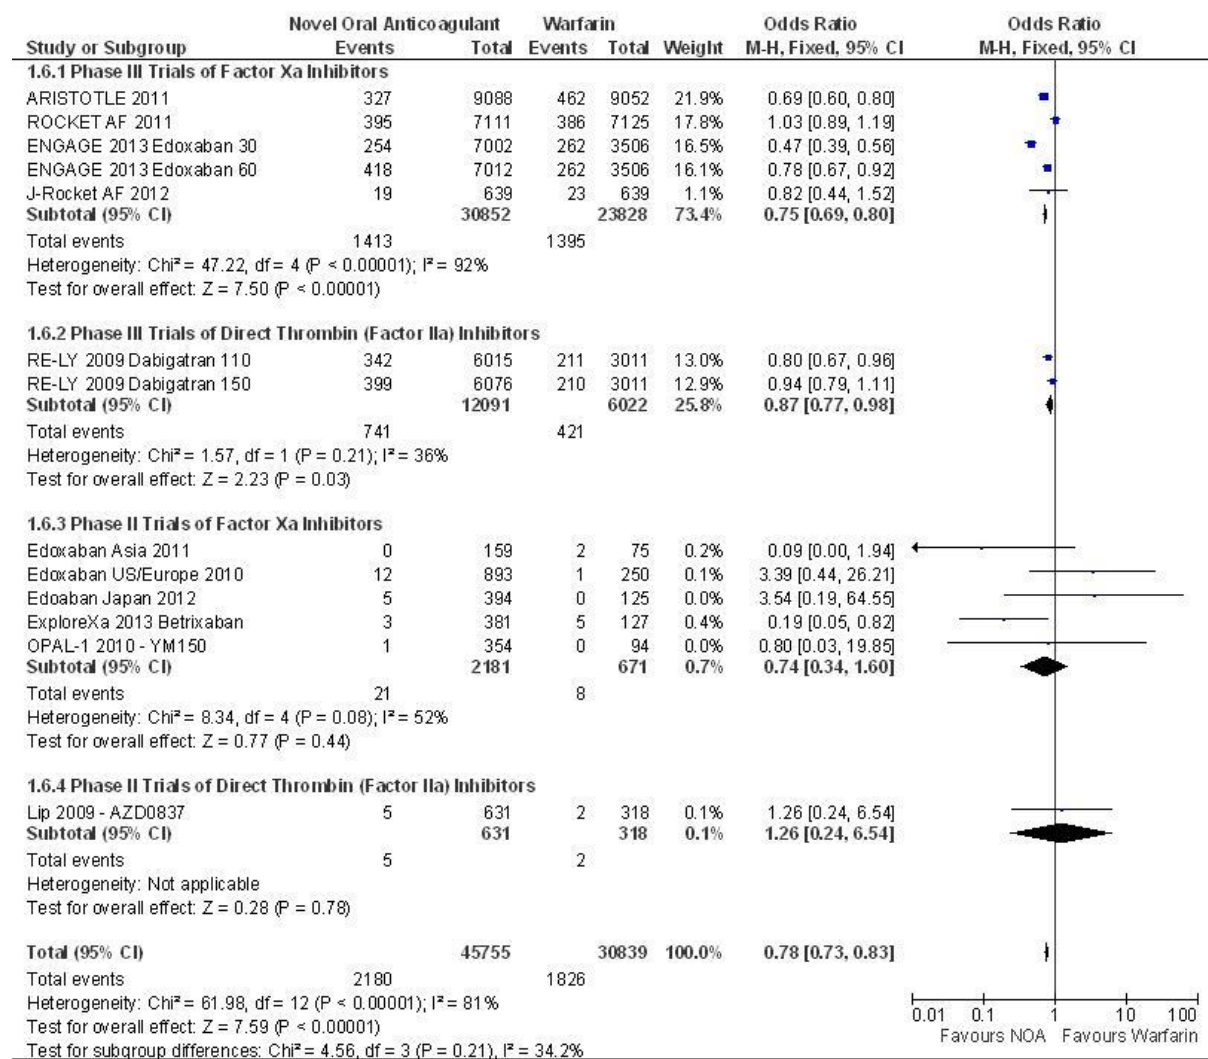 Novel Oral Anticoagulant Warfarin Odds Ratio Odds Ratio
Study or Subgroup Events Total Events Total Weight M-H, Fixed, 95% CI M-H, Fixed, 95% CI
1.6.1 Phase III Trials of Factor Xa Inhibitors
ARISTOTLE 2011 327 9088 462 9052 21.9% 0.69 [0.60, 0.80]
ROCKET AF 2011 395 7111 386 7125 17.8% 1.03 [0.89, 1.19]
ENGAGE 2013 Edoxaban 30 254 7002 262 3506 16.5% 0.47 [0.39, 0.56]
ENGAGE 2013 Edoxaban 60 418 7012 262 3506 16.1% 0.78 [0.67, 0.92]
J-Rocket AF 2012 19 639 23 639 1.1% 0.82 [0.44, 1.52]
Subtotal (95% CI) 30852 23828 73.4% 0.75 [0.69, 0.80]
Total events 1413 1395
Heterogeneity: Chi² = 47.22, df = 4 (P < 0.00001); I² = 92%
Test for overall effect: Z = 7.50 (P < 0.00001)
1.6.2 Phase III Trials of Direct Thrombin (Factor IIa) Inhibitors
RE-LY 2009 Dabigatran 110 342 6015 211 3011 13.0% 0.80 [0.67, 0.96]
RE-LY 2009 Dabigatran 150 399 6076 210 3011 12.9% 0.94 [0.79, 1.11]
Subtotal (95% CI) 12091 6022 25.8% 0.87 [0.77, 0.98]
Total events 741 421
Heterogeneity: Chi² = 1.57, df = 1 (P = 0.21); I² = 36%
Test for overall effect: Z = 2.23 (P = 0.03)
1.6.3 Phase II Trials of Factor Xa Inhibitors
Edoxaban Asia 2011 0 159 2 75 0.2% 0.09 [0.00, 1.94]
Edoxaban US/Europe 2010 12 893 1 250 0.1% 3.39 [0.44, 26.21]
Edoaban Japan 2012 5 394 0 125 0.0% 3.54 [0.19, 64.55]
ExploreXa 2013 Betrixaban 3 381 5 127 0.4% 0.19 [0.05, 0.82]
OPAL-1 2010 - YM150 1 354 0 94 0.0% 0.80 [0.03, 19.85]
Subtotal (95% CI) 2181 671 0.7% 0.74 [0.34, 1.60]
Total events 21 8
Heterogeneity: Chi² = 8.34, df = 4 (P = 0.08); I² = 52%
Test for overall effect: Z = 0.77 (P = 0.44)
1.6.4 Phase II Trials of Direct Thrombin (Factor IIa) Inhibitors
Lip 2009 - AZD0837 5 631 2 318 0.1% 1.26 [0.24, 6.54]
Subtotal (95% CI) 631 318 0.1% 1.26 [0.24, 6.54]
Total events 5 2
Heterogeneity: Not applicable
Test for overall effect: Z = 0.28 (P = 0.78)
Total (95% CI) 45755 30839 100.0% 0.78 [0.73, 0.83]
Total events 2180 1826
Heterogeneity: Chi² = 61.98, df = 12 (P < 0.00001); I² = 81%
Test for overall effect: Z = 7.59 (P < 0.00001)
Test for subgroup differences: Chi² = 4.56, df = 3 (P = 0.21), I² = 34.2%
0.01 0.1 1 10 100
Favours NOA Favours Warfarin